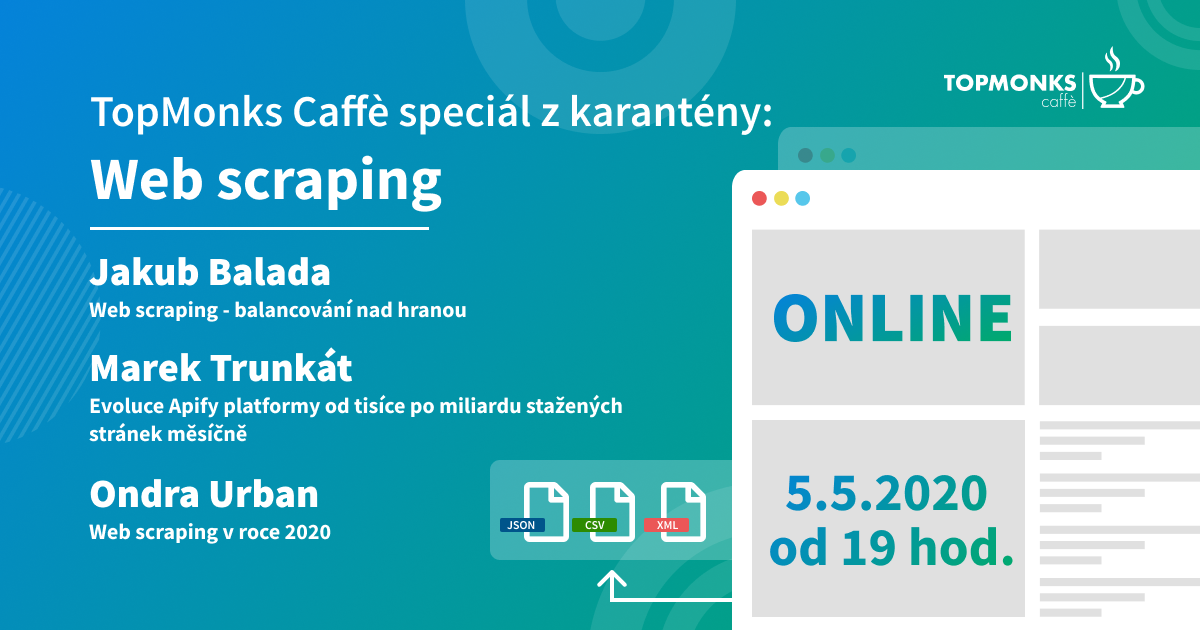 TopMonks Caffè speciál z karantény:
Web scraping
Jakub Balada
Web scraping - balancování nad hranou
Marek Trunkát
Evoluce Apify platformy od tisíce po miliardu stažených
stránek měsíčně
Ondra Urban
Web scraping v roce 2020
JSON
CSV
XML
TOPMONKS
caffè
ONLINE
5.5.2020
od 19 hod.